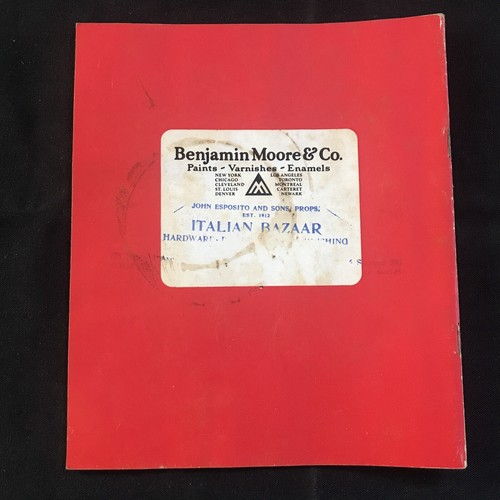 Benjamin Moore & Co.
Paints - Varnishes - Enamels
NEW YORK LOS ANGELES
CHICAGO TORONTO
CLEVELAND MONTREAL
ST. LOUIS CARTERET
DENVER NEWARK
JOHN ESPOSITO AND SONS, PROPS.
EST. 1912
ITALIAN BAZAAR
HARDWARE